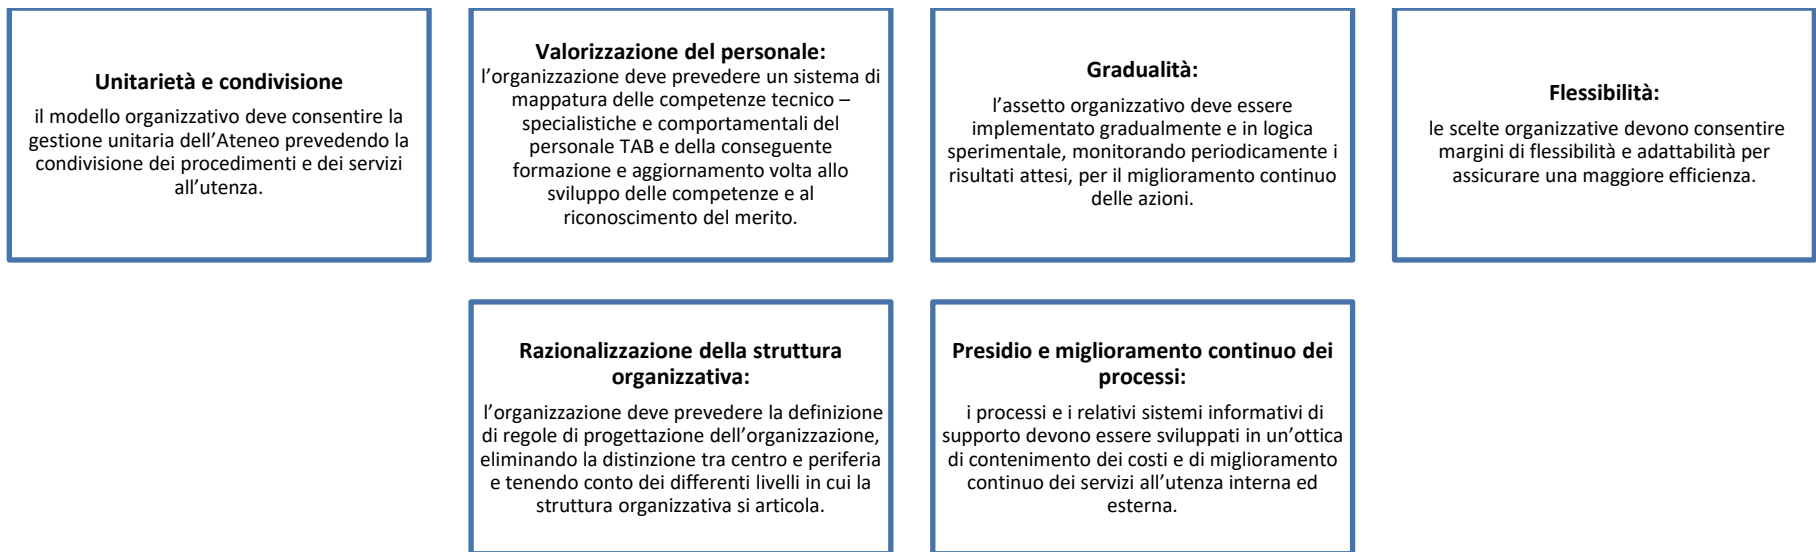 Unitarietà e condivisione
il modello organizzativo deve consentire la
gestione unitaria dell’Ateneo prevedendo la
condivisione dei procedimenti e dei servizi
all’utenza.
Valorizzazione del personale:
l’organizzazione deve prevedere un sistema di
mappatura delle competenze tecnico –
specialistiche e comportamentali del
personale TAB e della conseguente
formazione e aggiornamento volta allo
sviluppo delle competenze e al
riconoscimento del merito.
Gradualità:
l’assetto organizzativo deve essere
implementato gradualmente e in logica
sperimentale, monitorando periodicamente i
risultati attesi, per il miglioramento continuo
delle azioni.
Flessibilità:
le scelte organizzative devono consentire
margini di flessibilità e adattabilità per
assicurare una maggiore efficienza.
Razionalizzazione della struttura
organizzativa:
l’organizzazione deve prevedere la definizione
di regole di progettazione dell’organizzazione,
eliminando la distinzione tra centro e periferia
e tenendo conto dei differenti livelli in cui la
struttura organizzativa si articola.
Presidio e miglioramento continuo dei
processi:
i processi e i relativi sistemi informativi di
supporto devono essere sviluppati in un’ottica
di contenimento dei costi e di miglioramento
continuo dei servizi all’utenza interna ed
esterna.